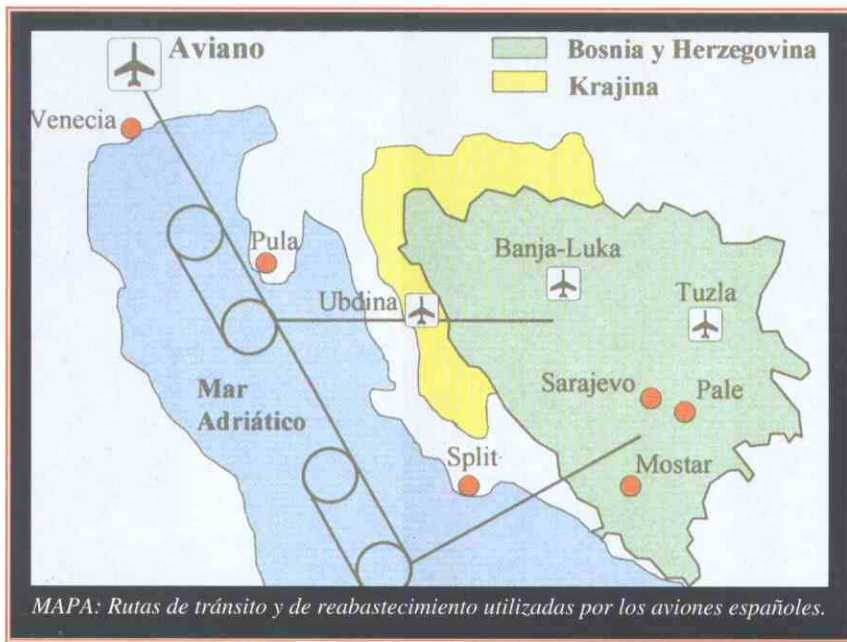 Aviano
Bosnia y Herzegovina
Krajina
Venecia
Pula
Banja-Luka
Ubdina
Tuzla
Mar
Adriático
Sarajevo
Pale
Split
Mostar
MAPA: Rutas de tránsito y de reabastecimiento utilizadas por los aviones españoles.